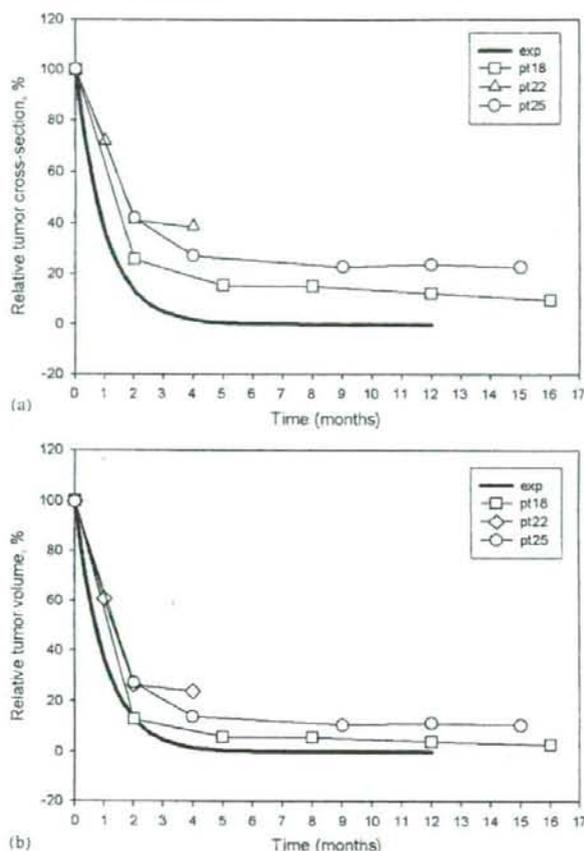 120
100
80
60
40
20
0
-20
Relative tumor cross-section, %
exp
pt18
pt22
pt25
0 1 2 3 4 5 6 7 8 9 10 11 12 13 14 15 16 17
(a)
Time (months)
120
100
80
60
40
20
0
-20
Relative tumor volume, %
exp
pt18
pt22
pt25
0 1 2 3 4 5 6 7 8 9 10 11 12 13 14 15 16 17
(b)
Time (months)